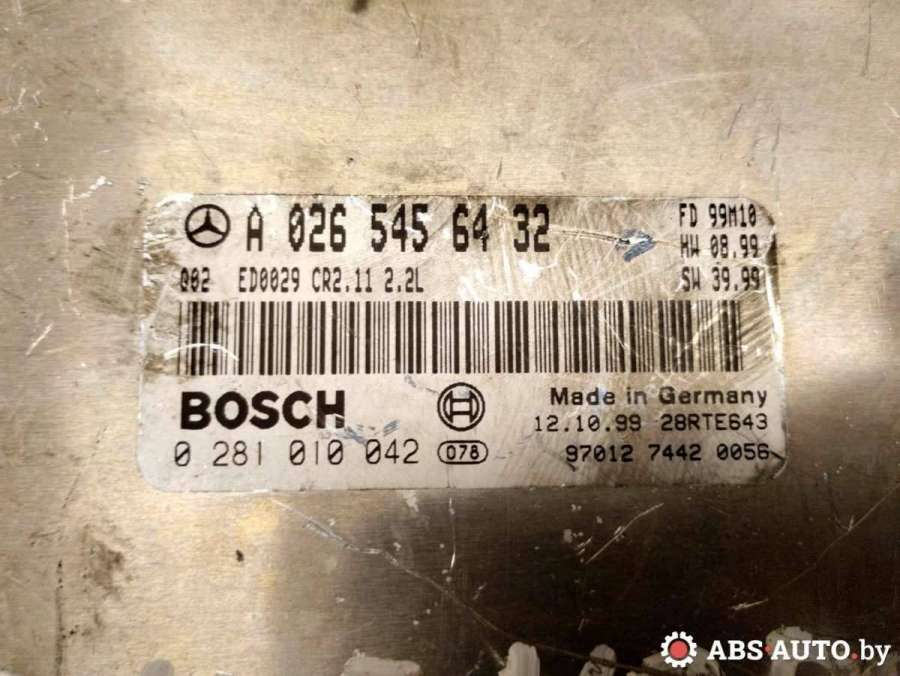 A 026 545 64 32 FD 99M10
HW 08.99
Q02 ED0029 CR2.11 2.2L SW 39.99
BOSCH Made in Germany
12.10.99 28RTE643
0 281 010 042 078 97012 7442 0056
ABS-AUTO.by